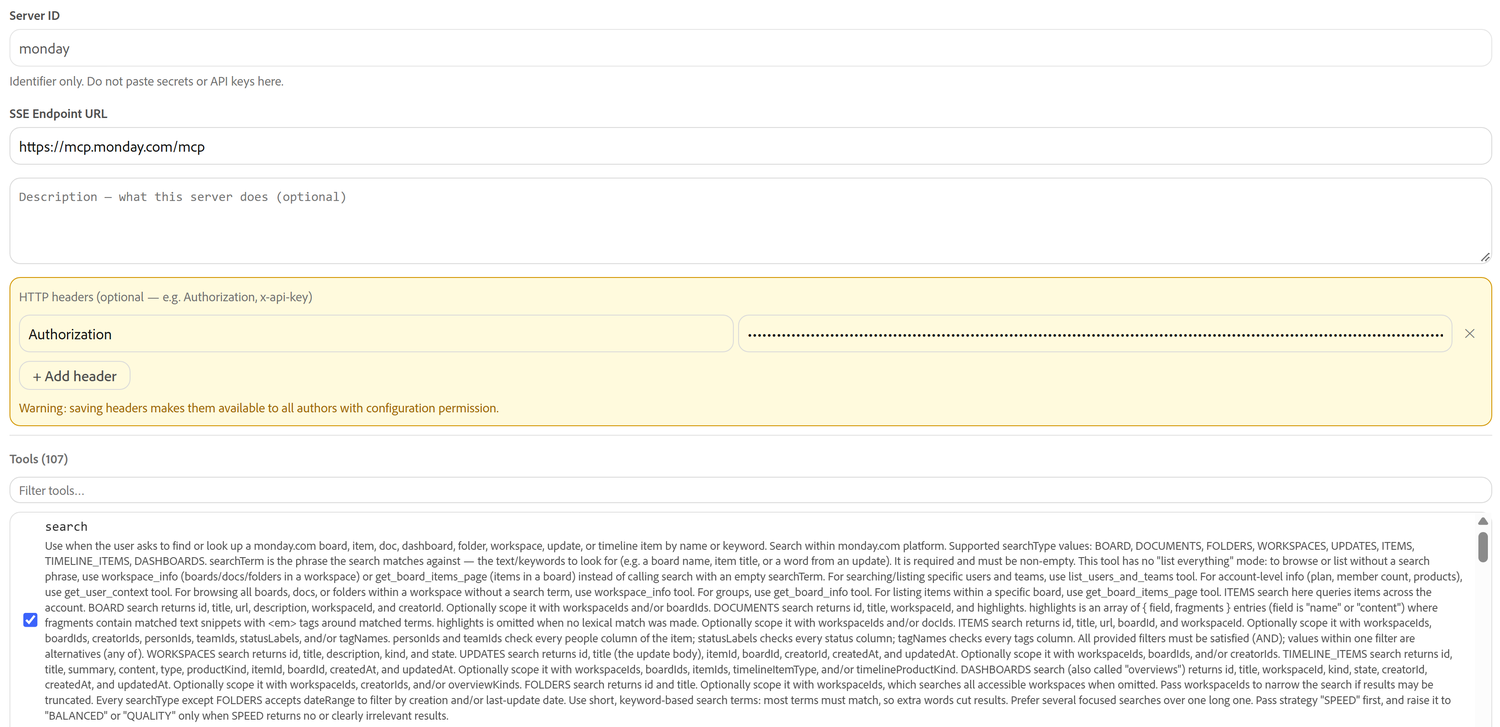 Server ID
monday
Identifier only. Do not paste secrets or API keys here.
SSE Endpoint URL
https://mcp.monday.com/mcp
Description — what this server does (optional)
HTTP headers (optional — e.g. Authorization, x-api-key)
Authorization
+ Add header
Warning: saving headers makes them available to all authors with configuration permission.
Tools (107)
Filter tools...
search
Use when the user asks to find or look up a monday.com board, item, doc, dashboard, folder, workspace, update, or timeline item by name or keyword. Search within monday.com platform. Supported searchType values: BOARD, DOCUMENTS, FOLDERS, WORKSPACES, UPDATES, ITEMS,
TIMELINE_ITEMS, DASHBOARDS. searchTerm is the phrase the search matches against — the text/keywords to look for (e.g. a board name, item title, or a word from an update). It is required and must be non-empty. This tool has no "list everything" mode: to browse or list without a search
phrase, use workspace_info (boards/docs/folders in a workspace) or get_board_items_page (items in a board) instead of calling search with an empty searchTerm. For searching/listing specific users and teams, use list_users_and_teams tool. For account-level info (plan, member count, products),
use get_user_context tool. For browsing all boards, docs, or folders within a workspace without a search term, use workspace_info tool. For groups, use get_board_info tool. For listing items within a specific board, use get_board_items_page tool. ITEMS search here queries items across the
account. BOARD search returns id, title, url, description, workspaceId, and creatorId. Optionally scope it with workspaceIds and/or boardIds. DOCUMENTS search returns id, title, workspaceId, and highlights. highlights is an array of { field, fragments } entries (field is "name" or "content") where
fragments contain matched text snippets with <em> tags around matched terms. highlights is omitted when no lexical match was made. Optionally scope it with workspaceIds and/or docIds. ITEMS search returns id, title, url, boardId, and workspaceId. Optionally scope it with workspaceIds,
boardIds, creatorIds, personIds, teamIds, statusLabels, and/or tagNames. personIds and teamIds check every people column of the item; statusLabels checks every status column; tagNames checks every tags column. All provided filters must be satisfied (AND); values within one filter are
alternatives (any of). WORKSPACES search returns id, title, description, kind, and state. UPDATES search returns id, title (the update body), itemId, boardId, creatorId, createdAt, and updatedAt. Optionally scope it with workspaceIds, boardIds, and/or creatorIds. TIMELINE_ITEMS search returns id,
title, summary, content, type, productKind, itemId, boardId, createdAt, and updatedAt. Optionally scope it with workspaceIds, boardIds, itemIds, timelineItemType, and/or timelineProductKind. DASHBOARDS search (also called "overviews") returns id, title, workspaceId, kind, state, creatorId,
createdAt, and updatedAt. Optionally scope it with workspaceIds, creatorIds, and/or overviewKinds. FOLDERS search returns id and title. Optionally scope it with workspaceIds, which searches all accessible workspaces when omitted. Pass workspaceIds to narrow the search if results may be
truncated. Every searchType except FOLDERS accepts dateRange to filter by creation and/or last-update date. Use short, keyword-based search terms: most terms must match, so extra words cut results. Prefer several focused searches over one long one. Pass strategy "SPEED" first, and raise it to
"BALANCED" or "QUALITY" only when SPEED returns no or clearly irrelevant results.